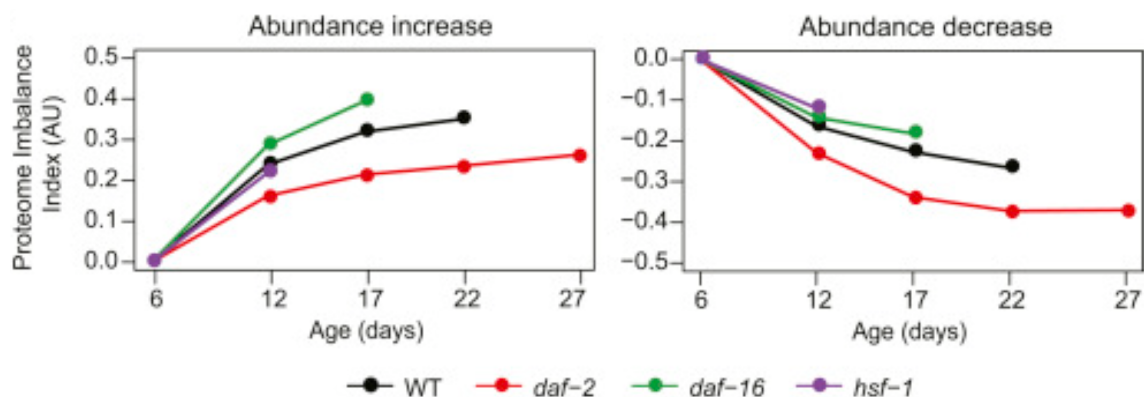 Abundance increase
Abundance decrease
Proteome Imbalance
Index (AU)
0.5
0.4
0.3
0.2
0.1
0.0
6 12 17 22 27
Age (days)
0.0
−0.1
−0.2
−0.3
−0.4
−0.5
6 12 17 22 27
Age (days)
WT daf−2 daf−16 hsf−1